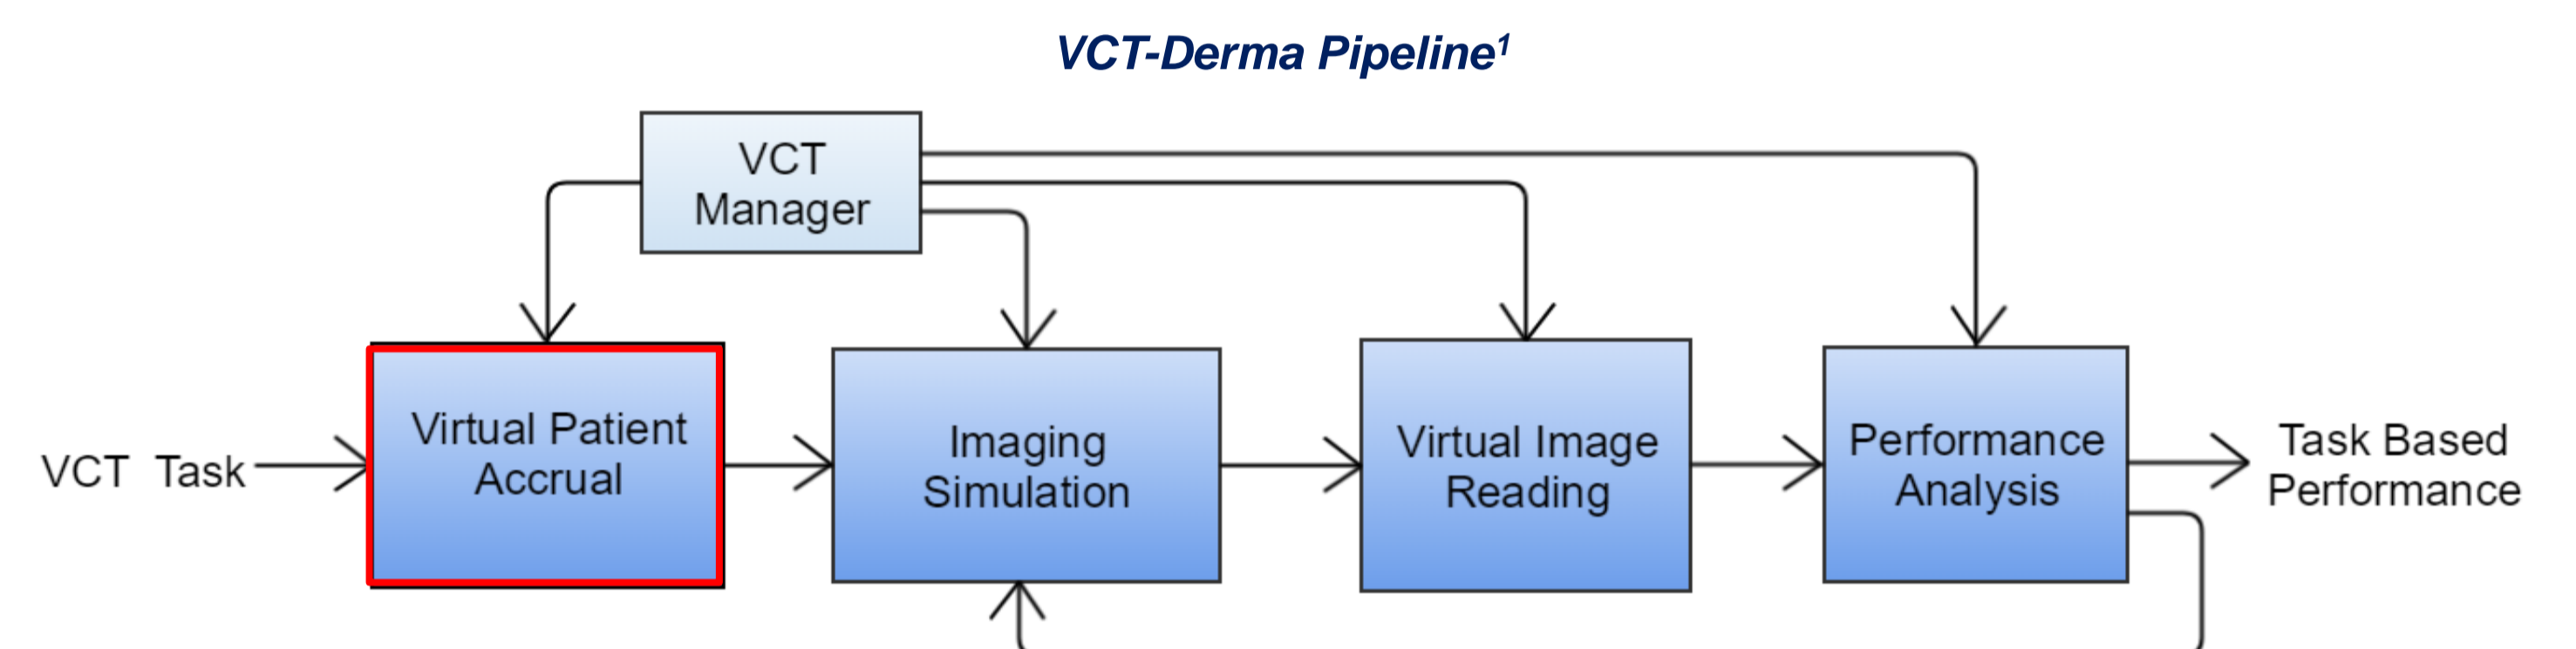 VCT-Derma Pipeline¹
VCT
Manager
VCT Task
Virtual Patient
Accrual
Imaging
Simulation
Virtual Image
Reading
Performance
Analysis
Task Based
Performance